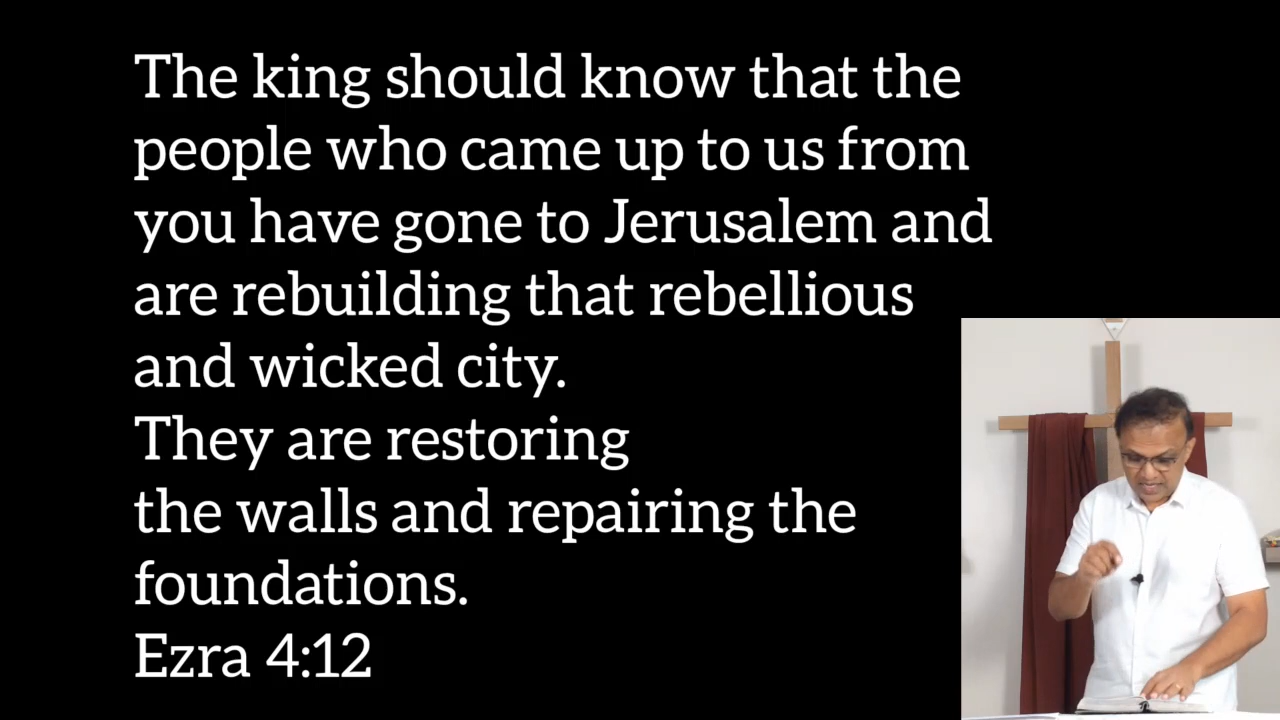 The king should know that the
people who came up to us from
you have gone to Jerusalem and
are rebuilding that rebellious
and wicked city.
They are restoring
the walls and repairing the
foundations.
Ezra 4:12